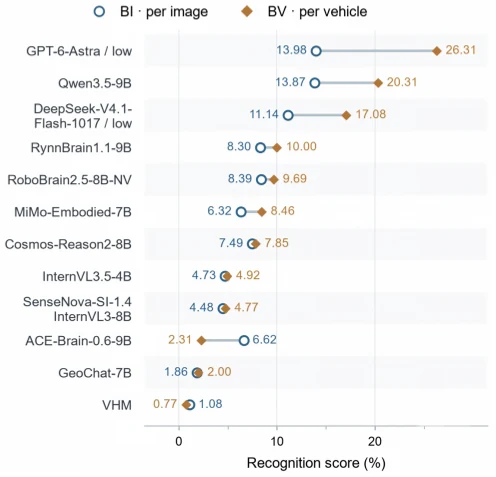 BI · per image BV · per vehicle
GPT-6-Astra / low 13.98 26.31
Qwen3.5-9B 13.87 20.31
DeepSeek-V4.1-
Flash-1017 / low 11.14 17.08
RynnBrain1.1-9B 8.30 10.00
RoboBrain2.5-8B-NV 8.39 9.69
MiMo-Embodied-7B 6.32 8.46
Cosmos-Reason2-8B 7.49 7.85
InternVL3.5-4B 4.73 4.92
SenseNova-SI-1.4
InternVL3-8B 4.48 4.77
ACE-Brain-0.6-9B 2.31 6.62
GeoChat-7B 1.86 2.00
VHM 0.77 1.08
0 10 20
Recognition score (%)